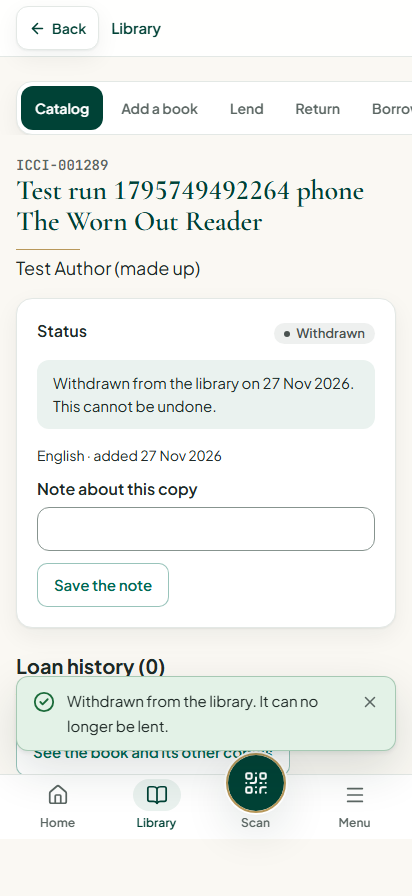 Back
Library
Catalog
Add a book
Lend
Return
Borrow
ICCI-001289
Test run 1795749492264 phone
The Worn Out Reader
Test Author (made up)
Status
Withdrawn
Withdrawn from the library on 27 Nov 2026.
This cannot be undone.
English · added 27 Nov 2026
Note about this copy
Save the note
Loan history (0)
Withdrawn from the library. It can no
longer be lent.
See the book and its other copies
Home
Library
Scan
Menu